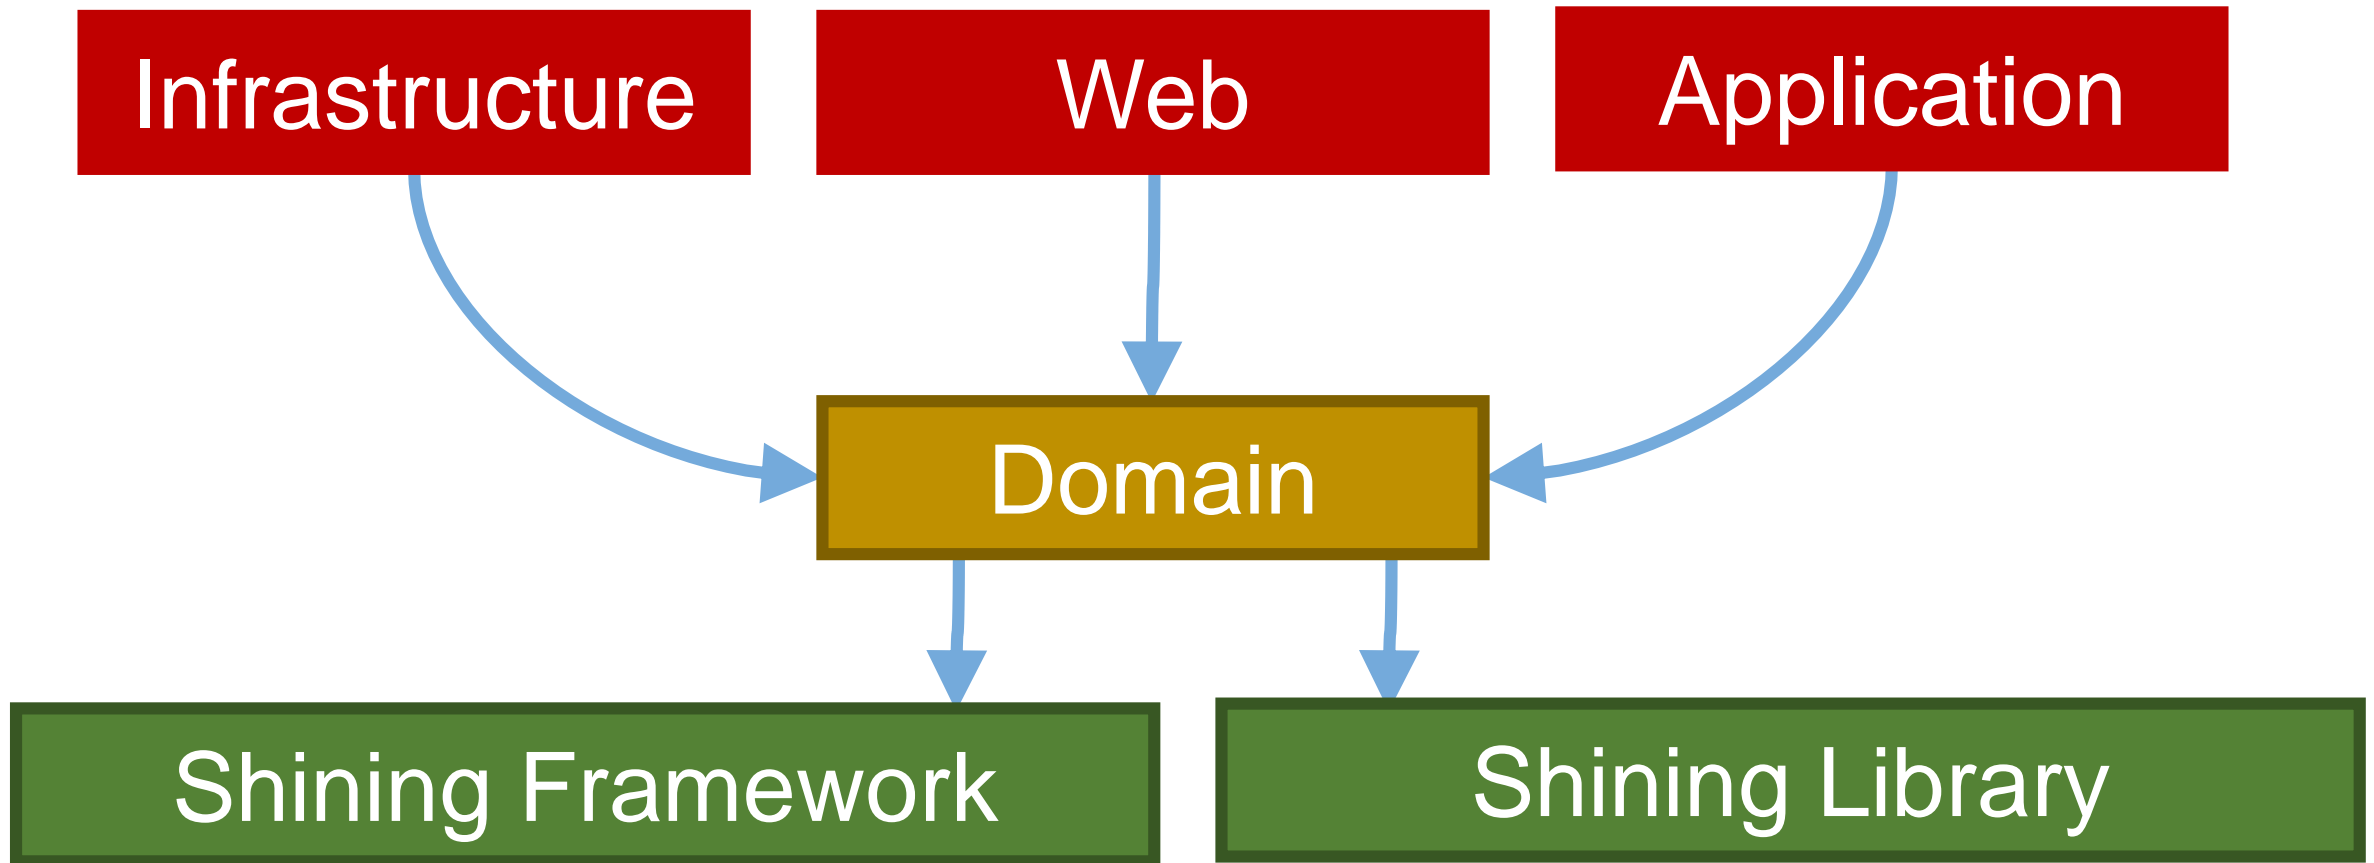 Infrastructure
Web
Application
Domain
Shining Framework
Shining Library